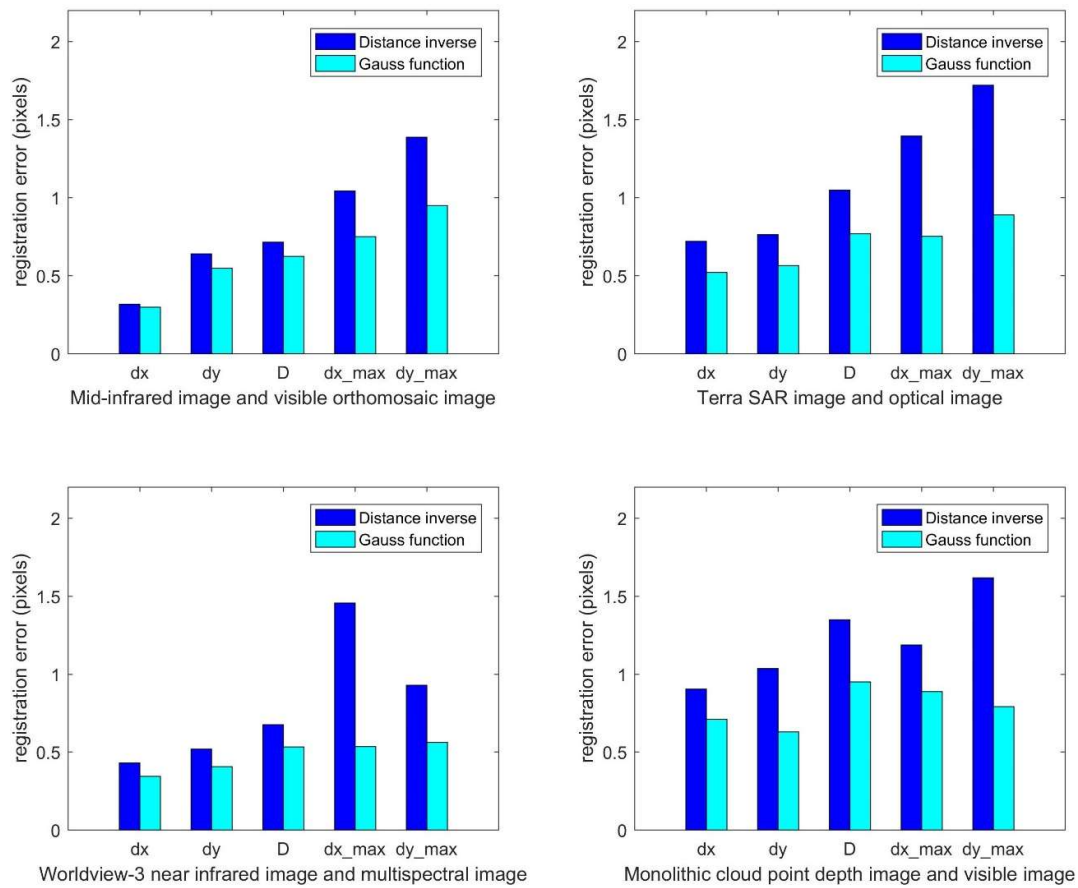 registration error (pixels)
2
1.5
1
0.5
0
Distance inverse
Gauss function
dx dy D dx_max dy_max
Mid-infrared image and visible orthomosaic image
registration error (pixels)
2
1.5
1
0.5
0
Distance inverse
Gauss function
dx dy D dx_max dy_max
Terra SAR image and optical image
registration error (pixels)
2
1.5
1
0.5
0
Distance inverse
Gauss function
dx dy D dx_max dy_max
Worldview-3 near infrared image and multispectral image
registration error (pixels)
2
1.5
1
0.5
0
Distance inverse
Gauss function
dx dy D dx_max dy_max
Monolithic cloud point depth image and visible image